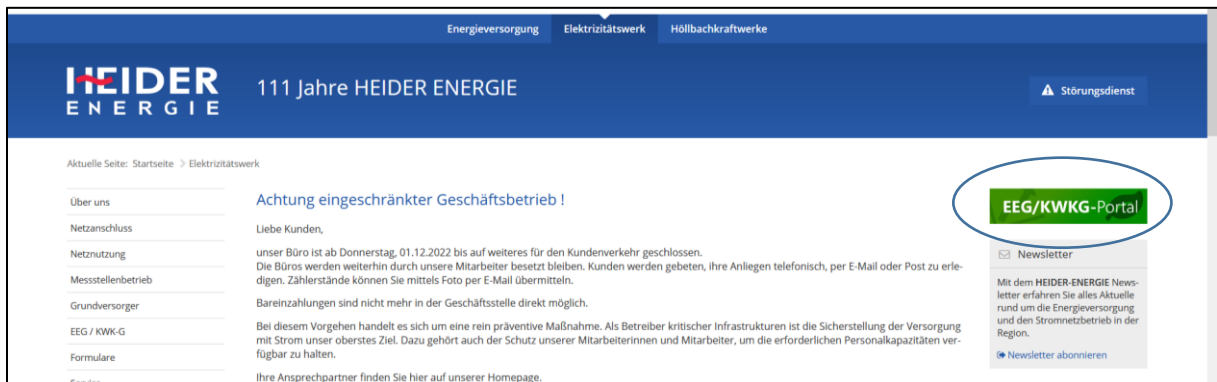 Energieversorgung Elektrizitätswerk Höllbachkraftwerke
HEIDER
ENERGIE
111 Jahre HEIDER ENERGIE
Störungsdienst
Aktuelle Seite: Startseite > Elektrizitätswerk
Über uns
Netzanschluss
Netznutzung
Messstellenbetrieb
Grundversorger
EEG / KWK-G
Formulare
Achtung eingeschränkter Geschäftsbetrieb !
Liebe Kunden,
unser Büro ist ab Donnerstag, 01.12.2022 bis auf weiteres für den Kundenverkehr geschlossen.
Die Büros werden weiterhin durch unsere Mitarbeiter besetzt bleiben. Kunden werden gebeten, ihre Anliegen telefonisch, per E-Mail oder Post zu erle-
digen. Zählerstände können Sie mittels Foto per E-Mail übermitteln.
Bareinzahlungen sind nicht mehr in der Geschäftsstelle direkt möglich.
Bei diesem Vorgehen handelt es sich um eine rein präventive Maßnahme. Als Betreiber kritischer Infrastrukturen ist die Sicherstellung der Versorgung
mit Strom unser oberstes Ziel. Dazu gehört auch der Schutz unserer Mitarbeiterinnen und Mitarbeiter, um die erforderlichen Personalkapazitäten ver-
fügbar zu halten.
Ihre Ansprechpartner finden Sie hier auf unserer Homepage.
EEG/KWKG-Portal
Newsletter
Mit dem HEIDER-ENERGIE News-
letter erfahren Sie alles Aktuelle
rund um die Energieversorgung
und den Stromnetzbetrieb in der
Region.
Newsletter abonnieren